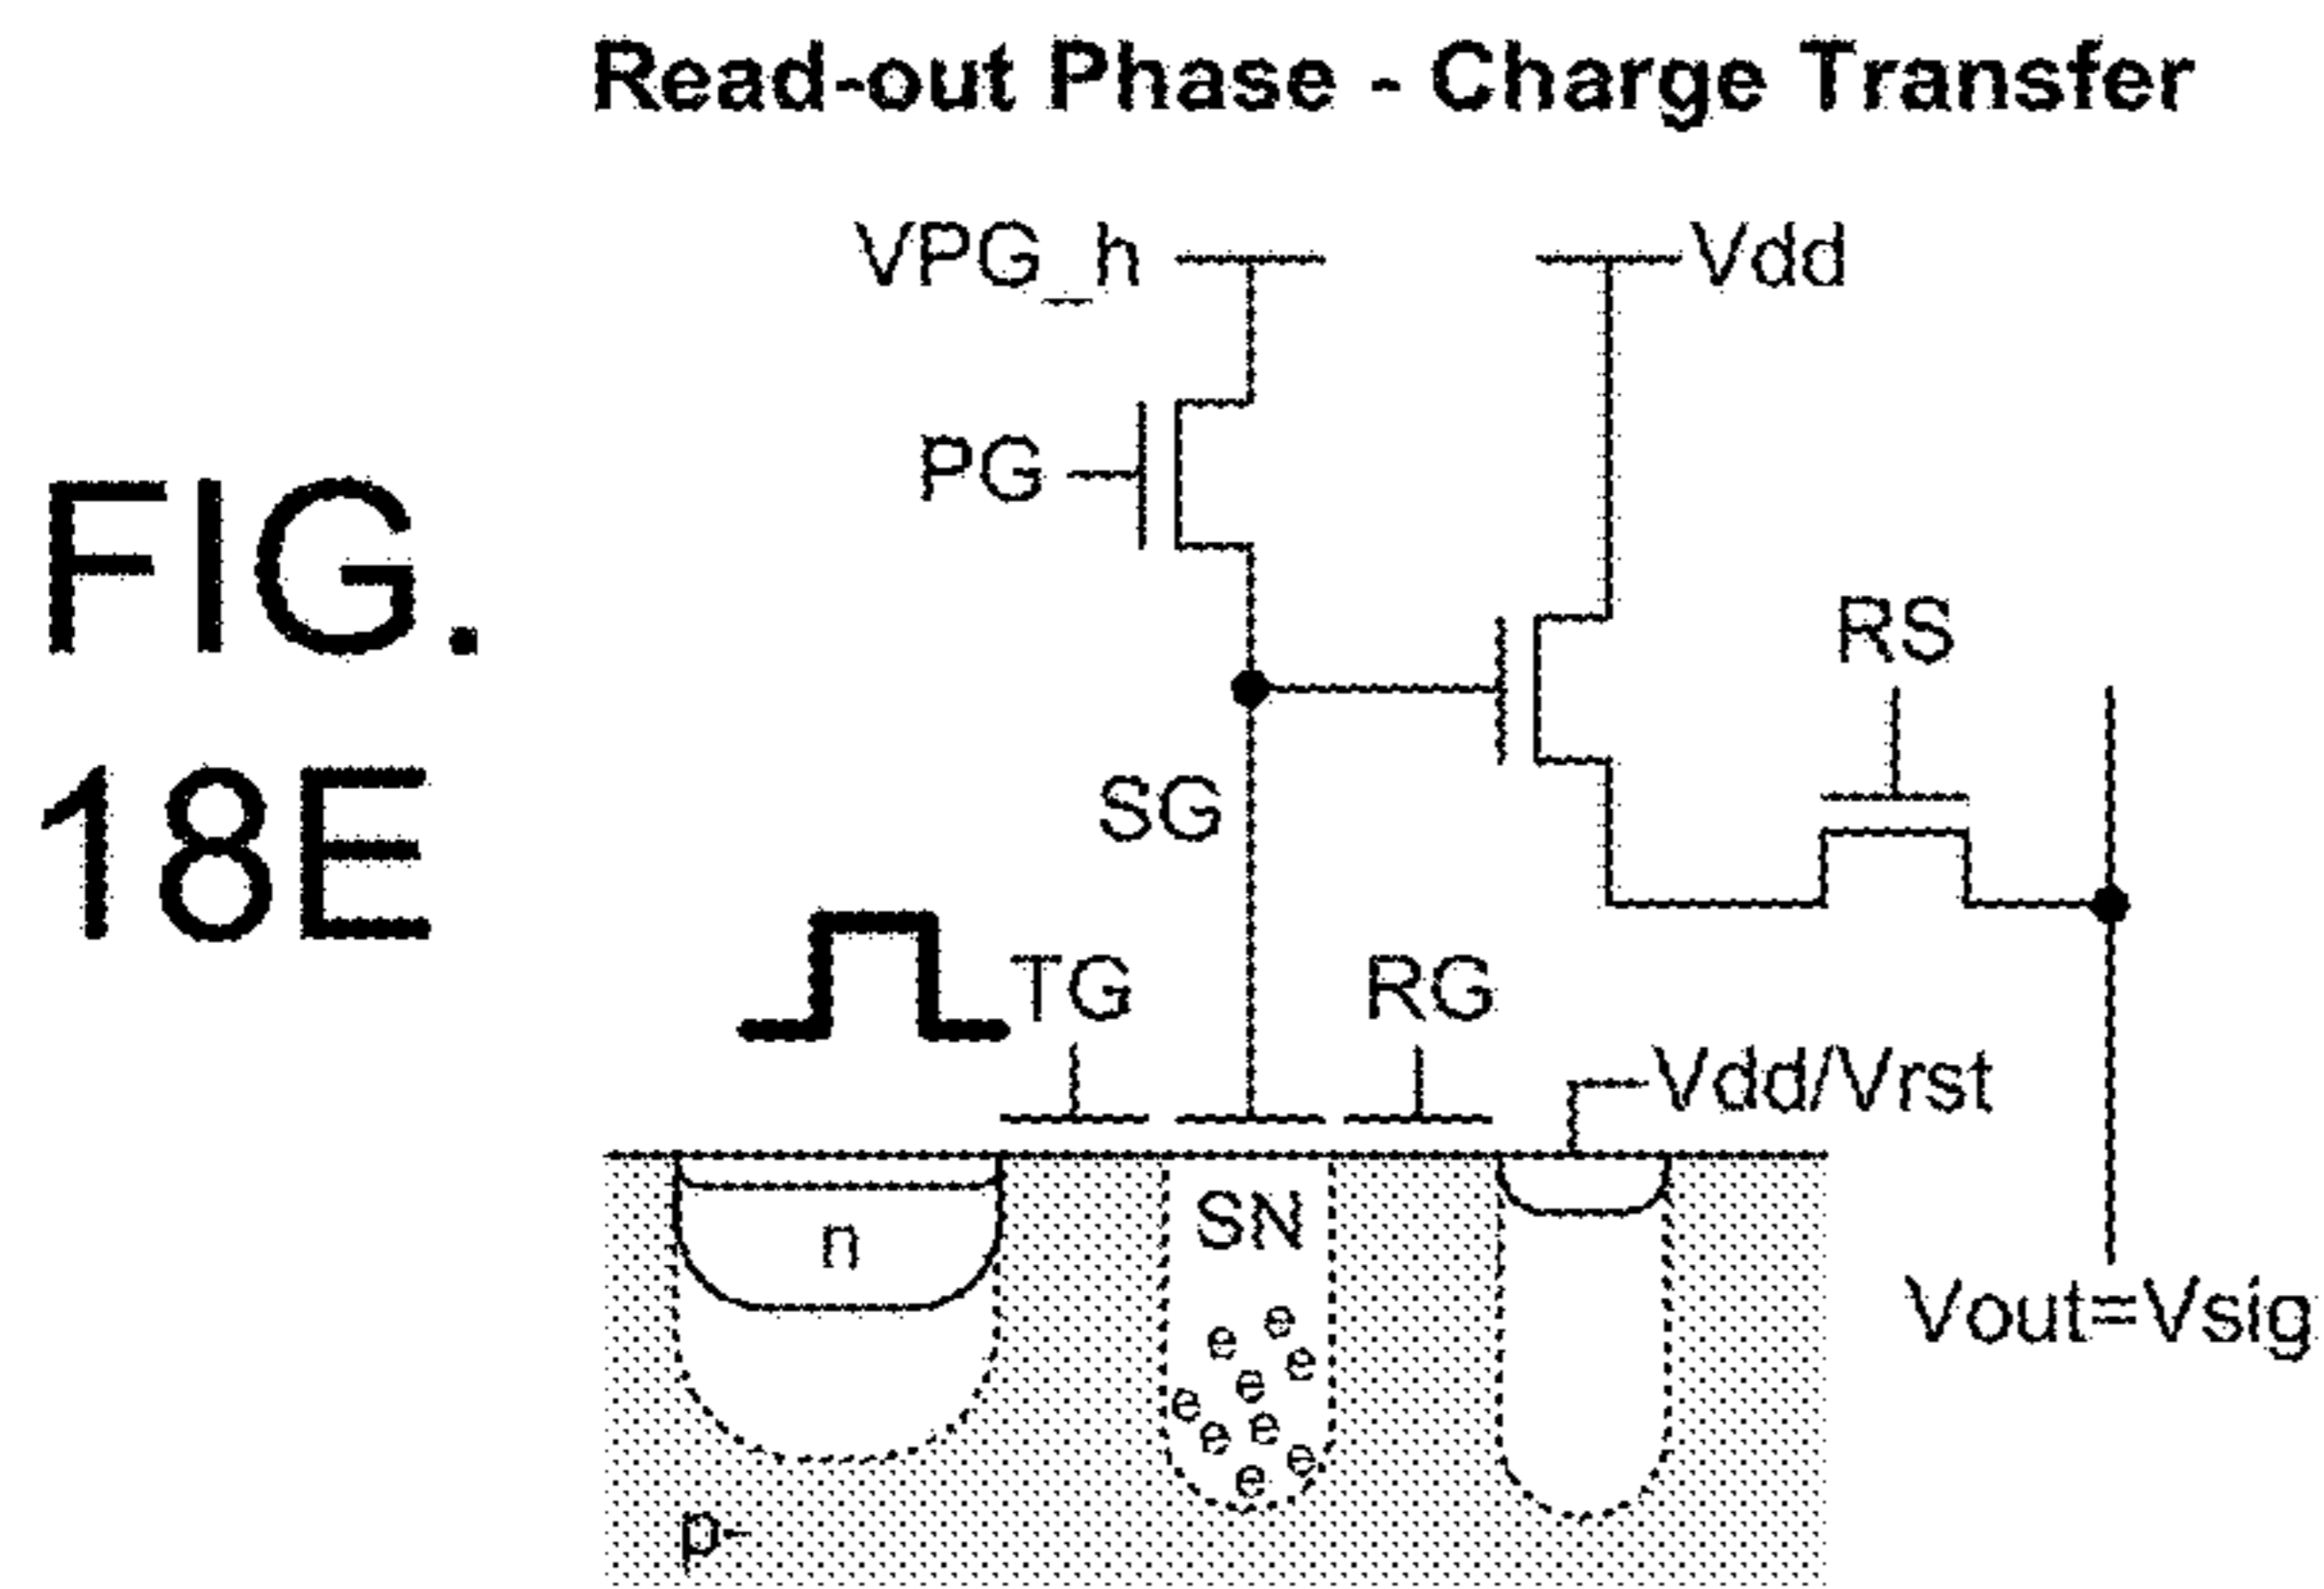 Read-out Phase - Charge Transfer
VPG_h
Vdd
PG
FIG.
18E
RS
SG
TG
RG
Vdd/Vrst
SN
n
Vout=Vsig
e
e
e
e
e
e
e
e
e
p-